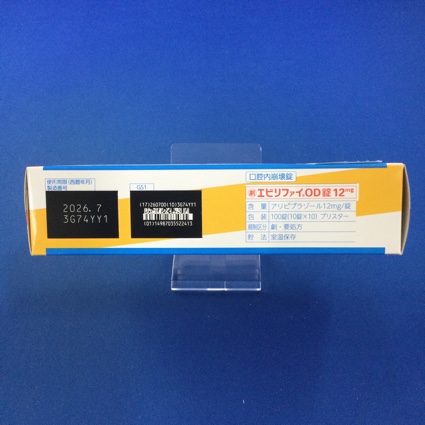 使用期限(西暦年月)
製造番号
2026.7
3G74YY1
GS1
(17)260700(10)3G74YY1
(01)14987035522413
口腔内崩壊錠
劇 エビリファイ®OD錠12mg
含 量 アリピプラゾール12mg/錠
包 装 100錠(10錠×10) ブリスター
規制区分 劇・要処方
貯 法 室温保存